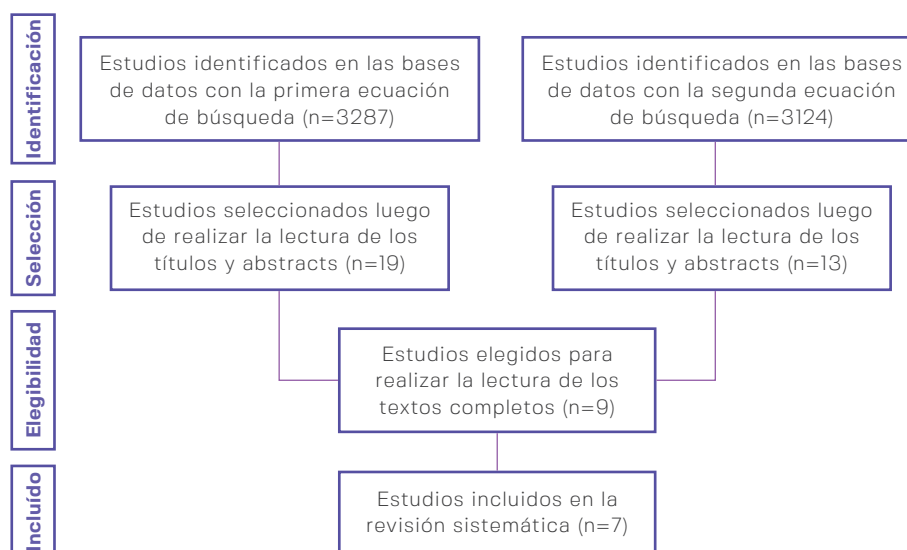 Identificación
Estudios identificados en las bases
de datos con la primera ecuación
de búsqueda (n=3287)
Estudios identificados en las bases
de datos con la segunda ecuación
de búsqueda (n=3124)
Selección
Estudios seleccionados luego
de realizar la lectura de los
títulos y abstracts (n=19)
Estudios seleccionados luego
de realizar la lectura de los
títulos y abstracts (n=13)
Elegibilidad
Estudios elegidos para
realizar la lectura de los
textos completos (n=9)
Incluído
Estudios incluidos en la
revisión sistemática (n=7)